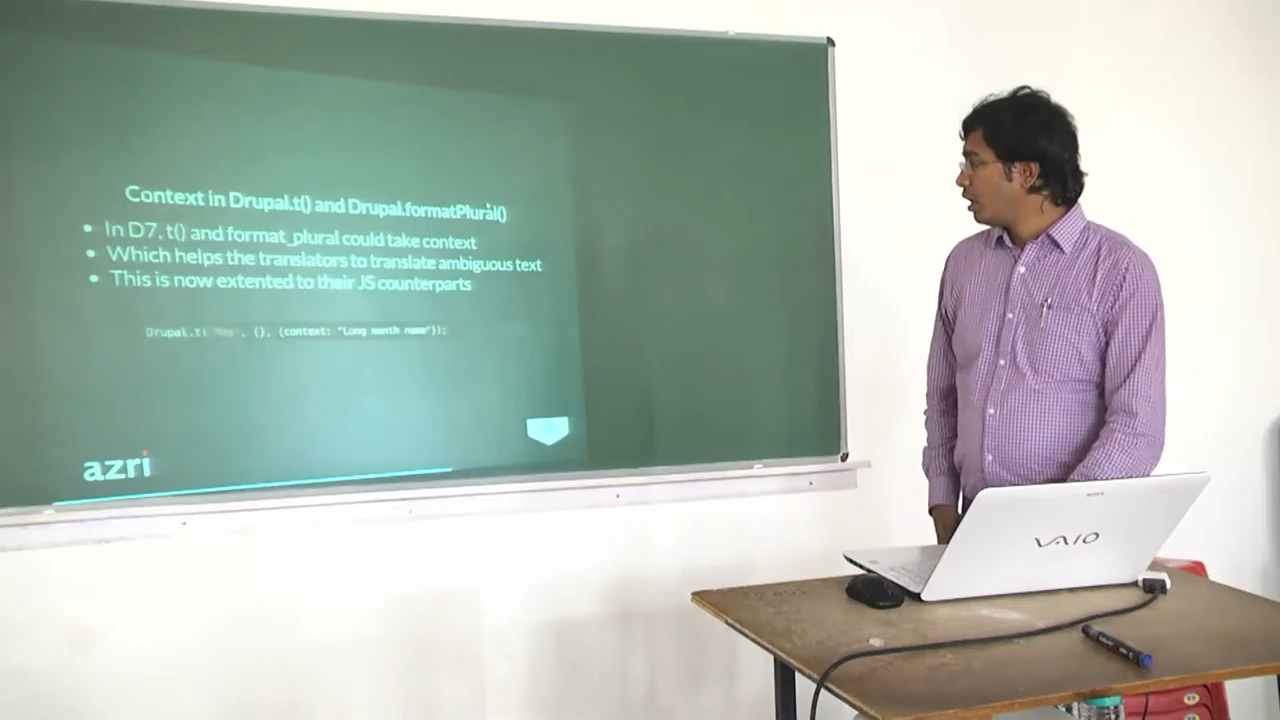 Context in Drupal.t() and Drupal.formatPlural()
• In D7, t() and format_plural could take context
• Which helps the translators to translate ambiguous text
• This is now extented to their JS counterparts
Drupal.t( , {}, {context: "Long month name"});
azri
SONY
VAIO